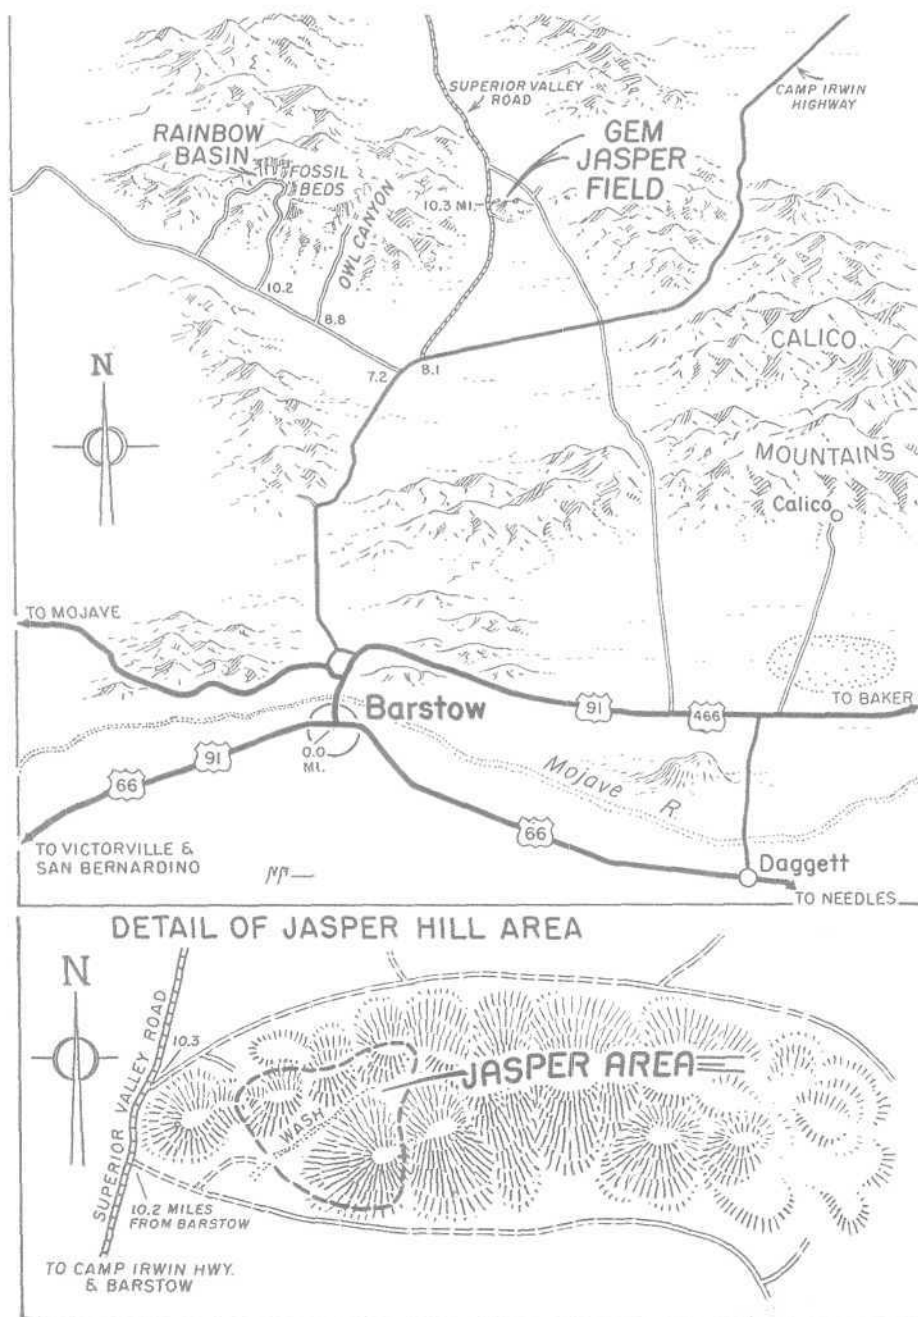 SUPERIOR VALLEY
ROAD
CAMP IRWIN
HIGHWAY
RAINBOW
BASIN
FOSSIL
BEDS
GEM
JASPER
FIELD
10.3 MI.
OWL CANYON
10.2
8.8
7.2
8.1
CALICO
MOUNTAINS
Calico
N
TO MOJAVE
TO BAKER
Barstow
91
466
0.0
MI.
91
66
Mojave R.
66
TO VICTORVILLE &
SAN BERNARDINO
Daggett
TO NEEDLES
DETAIL OF JASPER HILL AREA
N
SUPERIOR VALLEY ROAD
10.3
JASPER AREA
WASH
10.2 MILES
FROM BARSTOW
TO CAMP IRWIN HWY.
& BARSTOW